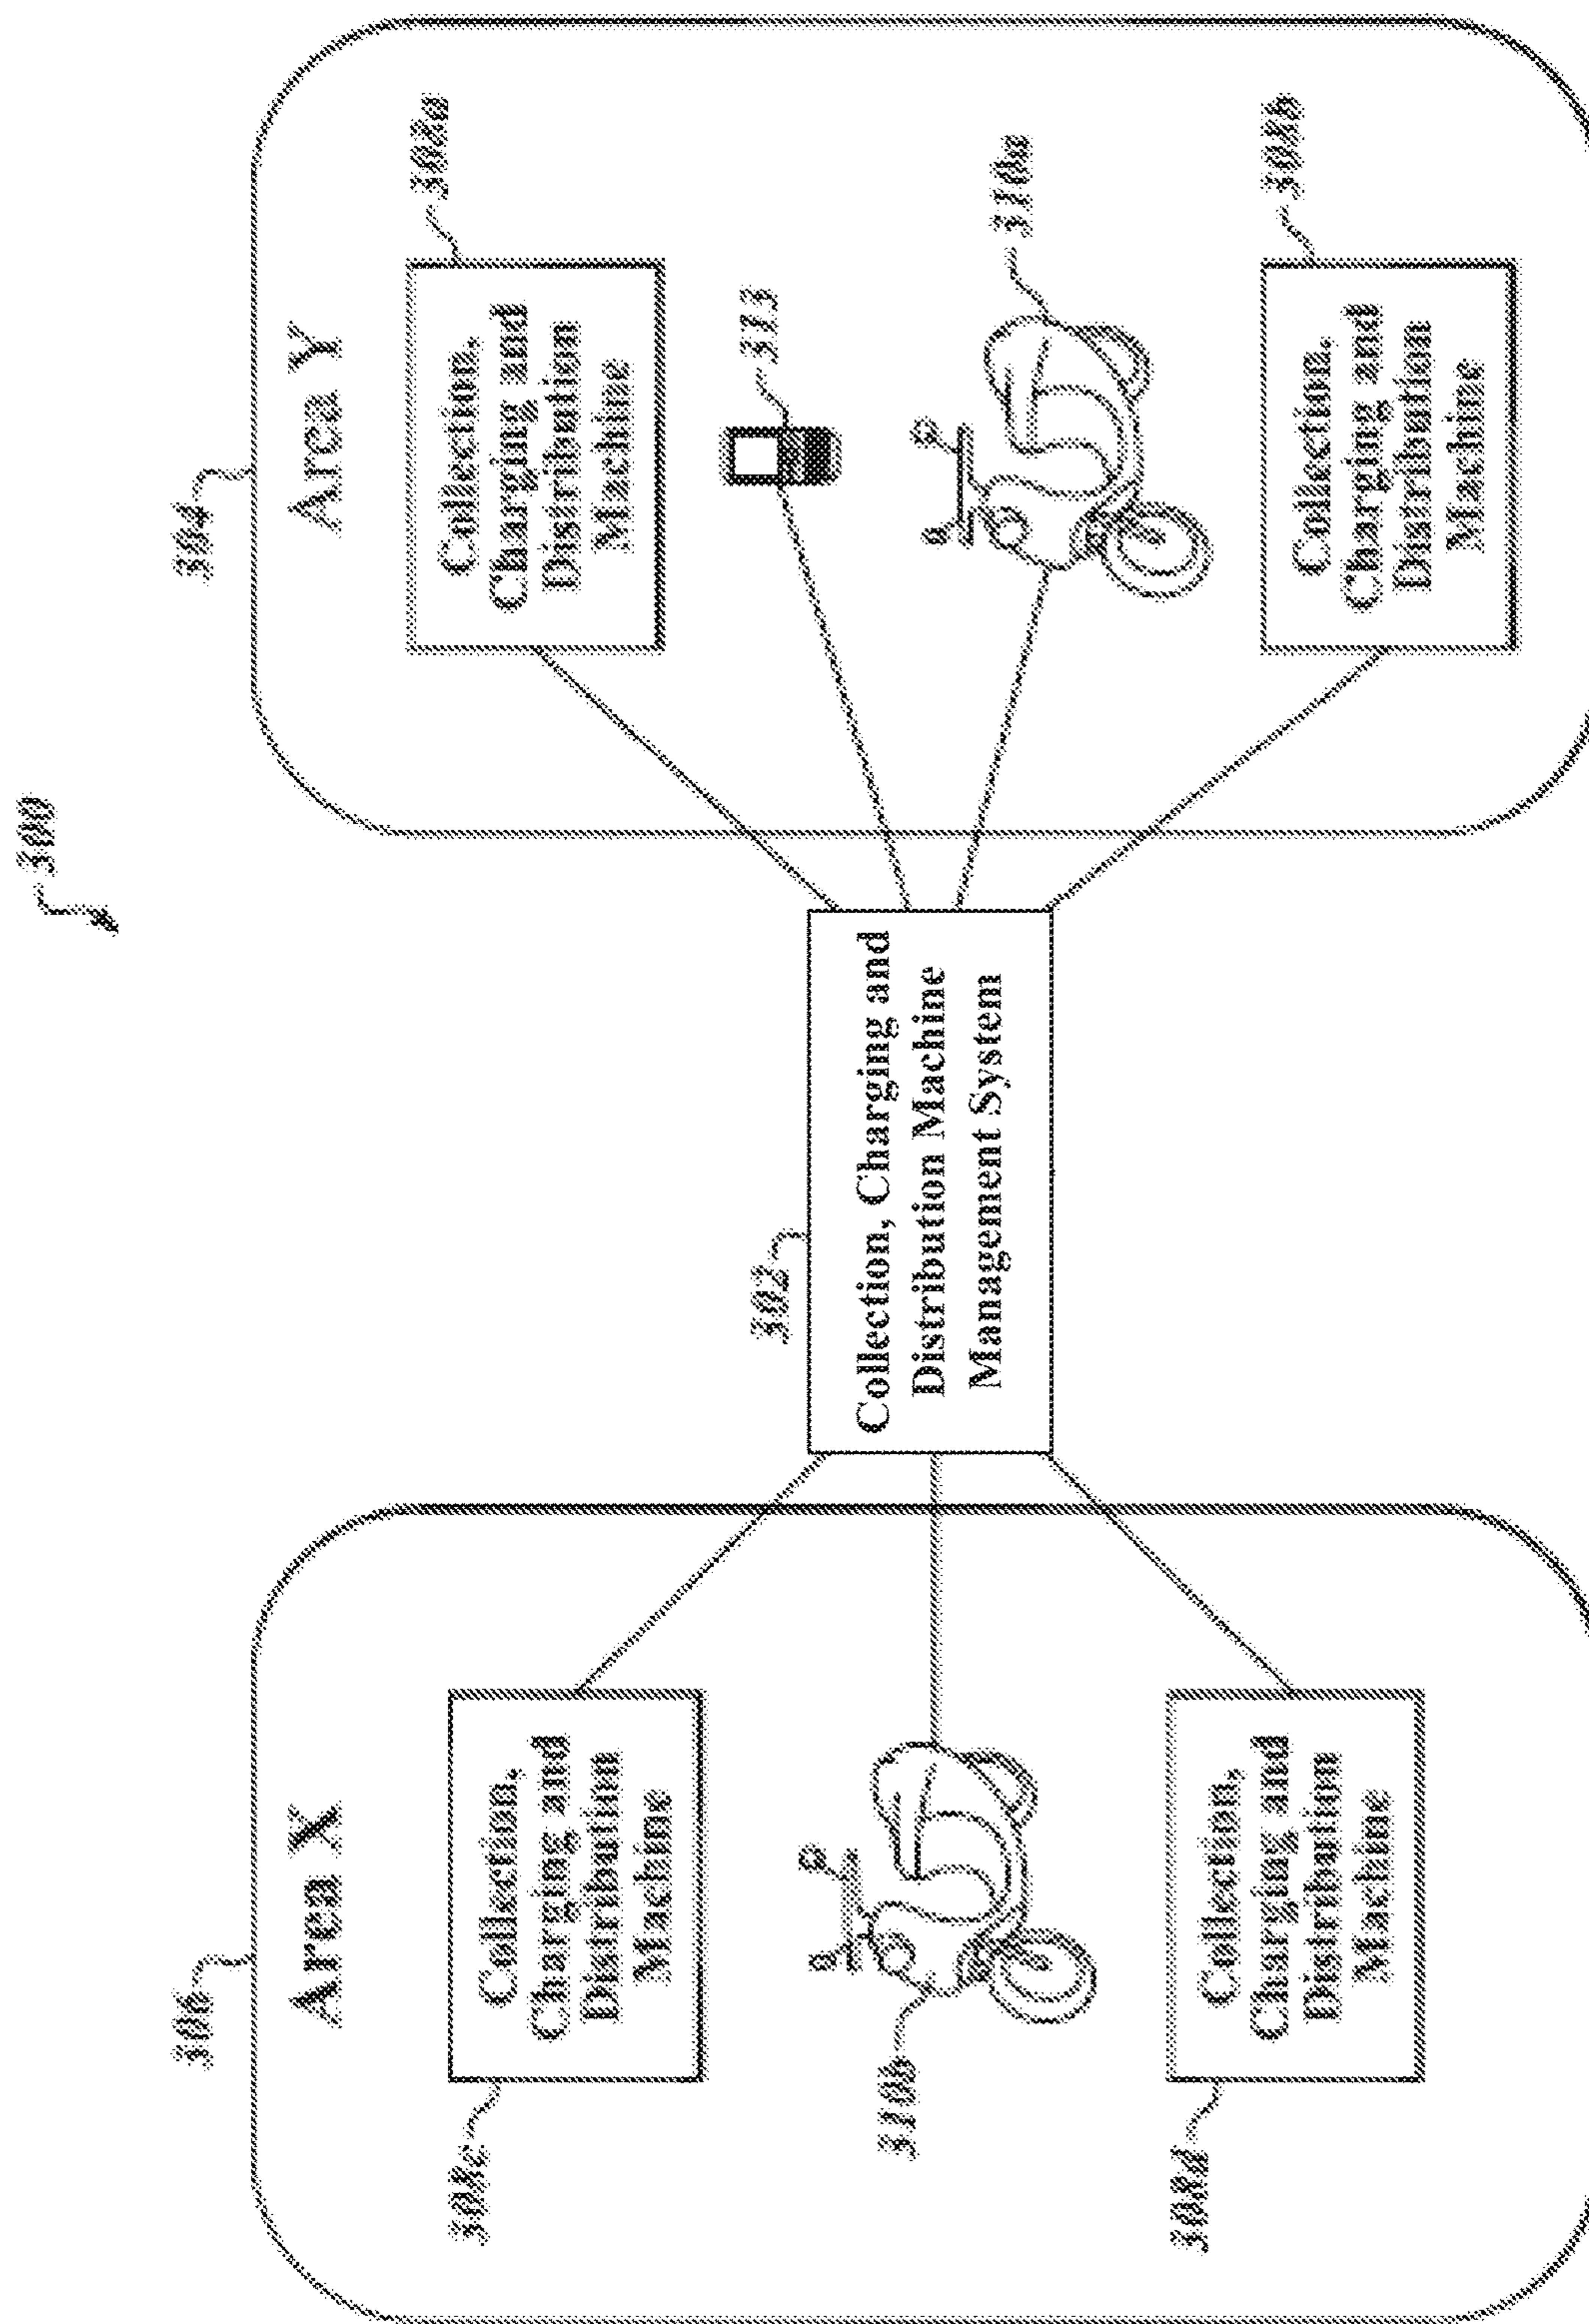 300
306
Area X
308c
Collection,
Charging and
Distribution
Machine
310b
308d
Collection,
Charging and
Distribution
Machine
302
Collection, Charging and
Distribution Machine
Management System
304
Area Y
308a
Collection,
Charging and
Distribution
Machine
313
310a
308b
Collection,
Charging and
Distribution
Machine